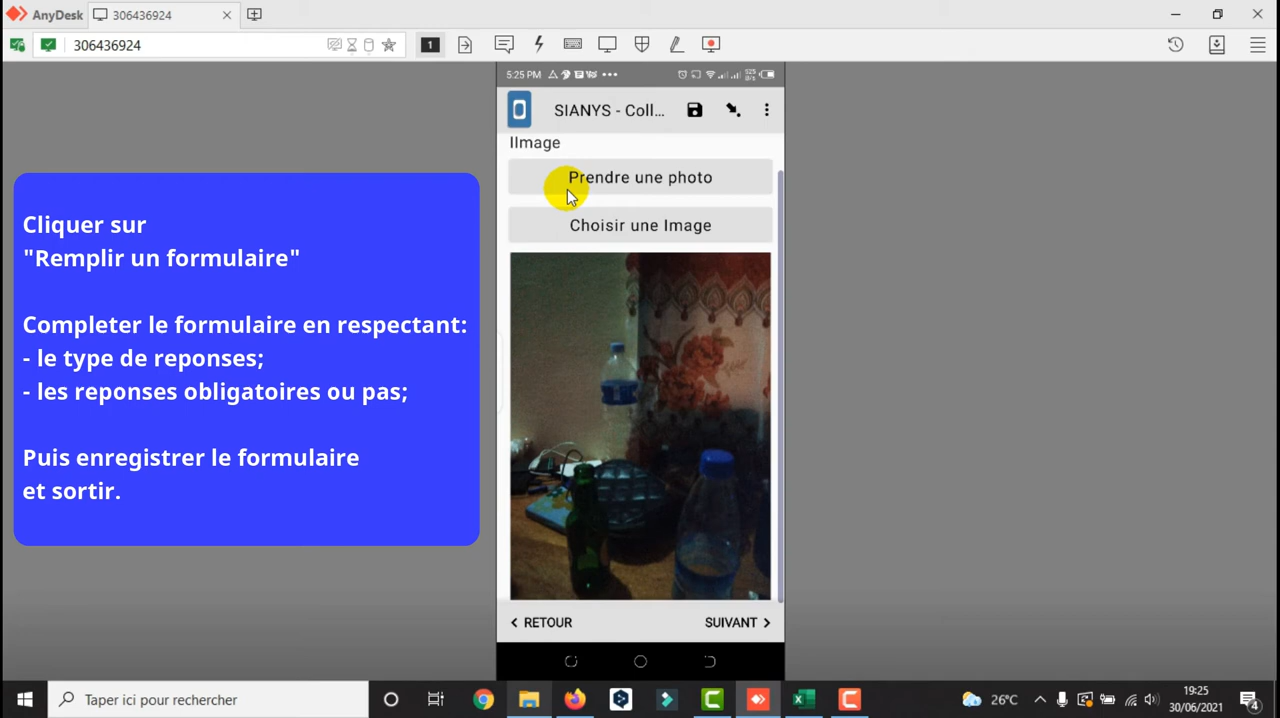 AnyDesk
306436924
306436924
1
Cliquer sur
"Remplir un formulaire"
Completer le formulaire en respectant:
- le type de reponses;
- les reponses obligatoires ou pas;
Puis enregistrer le formulaire
et sortir.
5:25 PM
SIANYS - Coll...
IImage
Prendre une photo
Choisir une Image
RETOUR
SUIVANT
Taper ici pour rechercher
26°C
19:25
30/06/2021
4